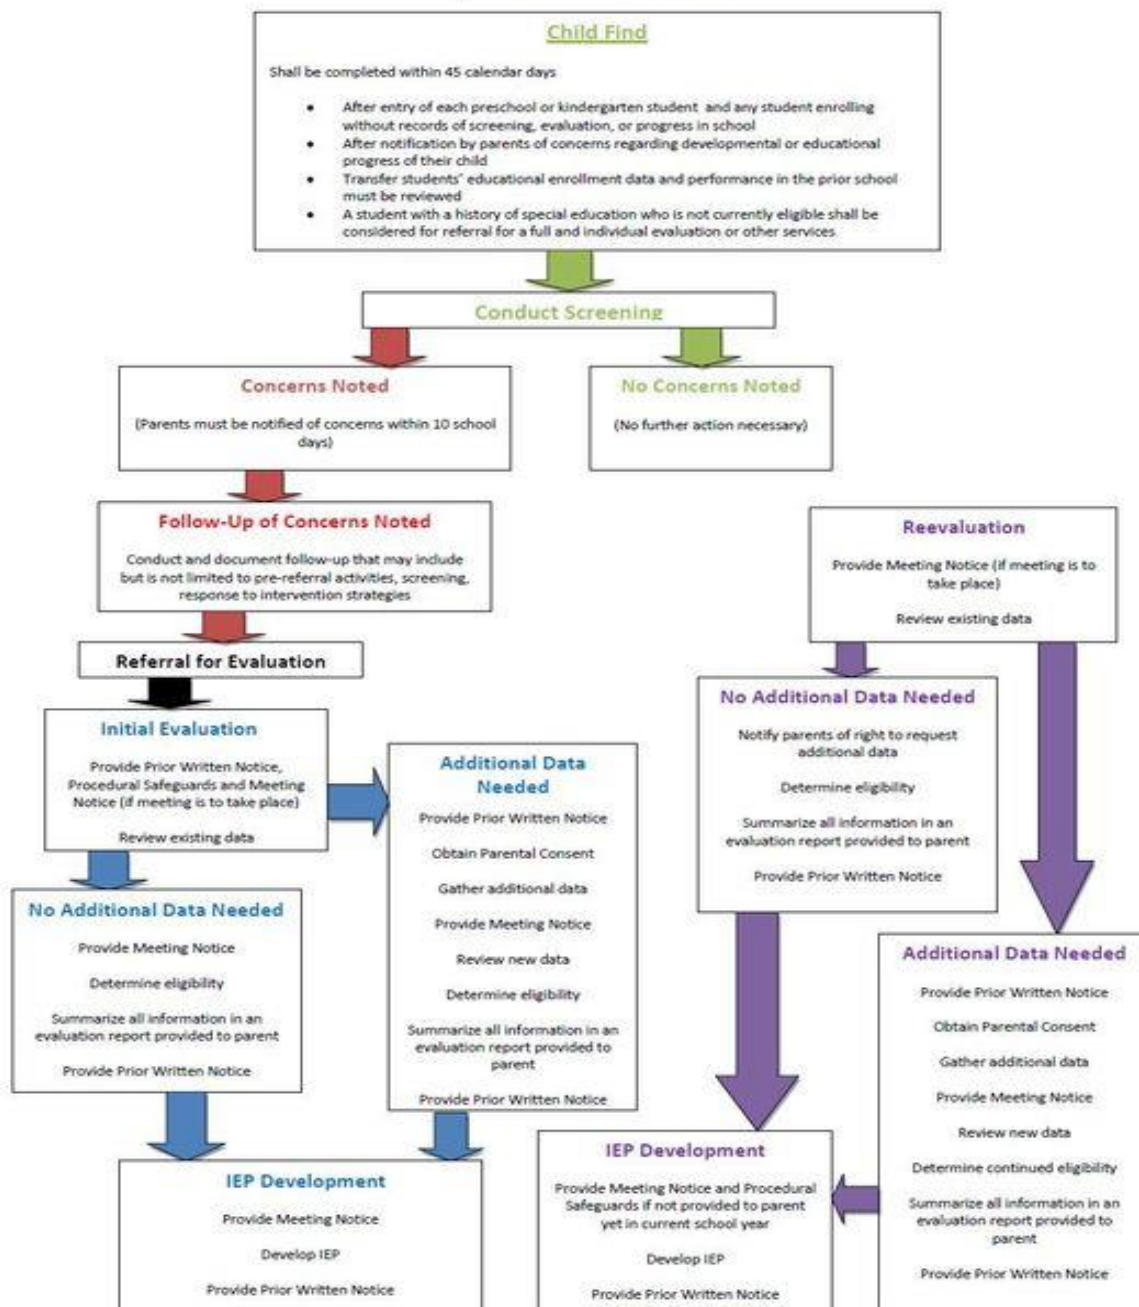 Child Find
Shall be completed within 45 calendar days
• After entry of each preschool or kindergarten student and any student enrolling
without records of screening, evaluation, or progress in school
• After notification by parents of concerns regarding developmental or educational
progress of their child
• Transfer students' educational enrollment data and performance in the prior school
must be reviewed
• A student with a history of special education who is not currently eligible shall be
considered for referral for a full and individual evaluation or other services
Conduct Screening
Concerns Noted
(Parents must be notified of concerns within 10 school
days)
No Concerns Noted
(No further action necessary)
Follow-Up of Concerns Noted
Conduct and document follow-up that may include
but is not limited to pre-referral activities, screening,
response to intervention strategies
Referral for Evaluation
Initial Evaluation
Provide Prior Written Notice,
Procedural Safeguards and Meeting
Notice (if meeting is to take place)
Review existing data
No Additional Data Needed
Provide Meeting Notice
Determine eligibility
Summarize all information in an
evaluation report provided to parent
Provide Prior Written Notice
Additional Data
Needed
Provide Prior Written Notice
Obtain Parental Consent
Gather additional data
Provide Meeting Notice
Review new data
Determine eligibility
Summarize all information in an
evaluation report provided to
parent
Provide Prior Written Notice
IEP Development
Provide Meeting Notice
Develop IEP
Provide Prior Written Notice
Reevaluation
Provide Meeting Notice (if meeting is to
take place)
Review existing data
No Additional Data Needed
Notify parents of right to request
additional data
Determine eligibility
Summarize all information in an
evaluation report provided to parent
Provide Prior Written Notice
Additional Data Needed
Provide Prior Written Notice
Obtain Parental Consent
Gather additional data
Provide Meeting Notice
Review new data
Determine continued eligibility
Summarize all information in an
evaluation report provided to
parent
Provide Prior Written Notice
IEP Development
Provide Meeting Notice and Procedural
Safeguards if not provided to parent
yet in current school year
Develop IEP
Provide Prior Written Notice